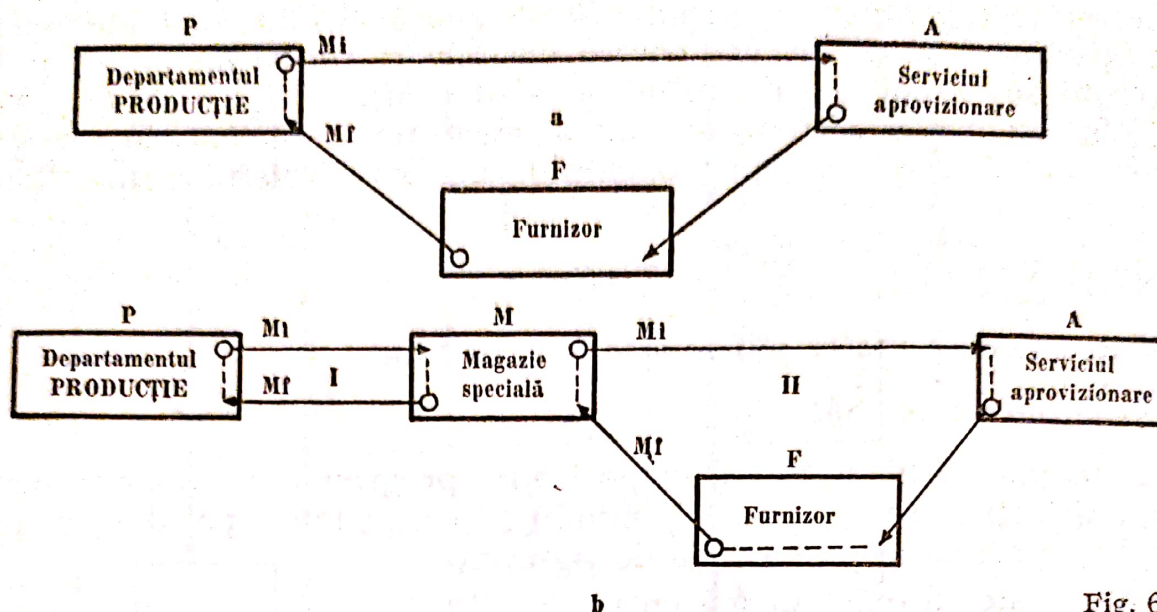 P
A
Mi
Departamentul
PRODUCȚIE
Serviciul
aprovizionare
a
Mf
F
Furnizor
P
M
A
Mi
Mi
Departamentul
PRODUCȚIE
I
Magazie
specială
II
Serviciul
aprovizionare
Mf
Mf
F
Furnizor
b
Fig. 6